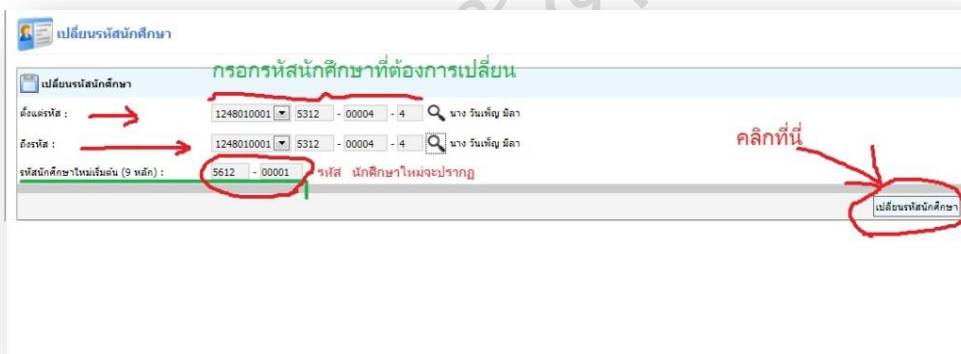 เปลี่ยนรหัสนักศึกษา
กรอกรหัสนักศึกษาที่ต้องการเปลี่ยน
เปลี่ยนรหัสนักศึกษา
ตั้งแต่รหัส : 1248010001 5312 - 00004 - 4 นาง วันเพ็ญ มิลา
คลิกที่นี่
ถึงรหัส : 1248010001 5312 - 00004 - 4 นาง วันเพ็ญ มิลา
รหัสนักศึกษาใหม่เริ่มต้น (9 หลัก) : 5612 - 00001 รหัส นักศึกษาใหม่จะปรากฏ
เปลี่ยนรหัสนักศึกษา